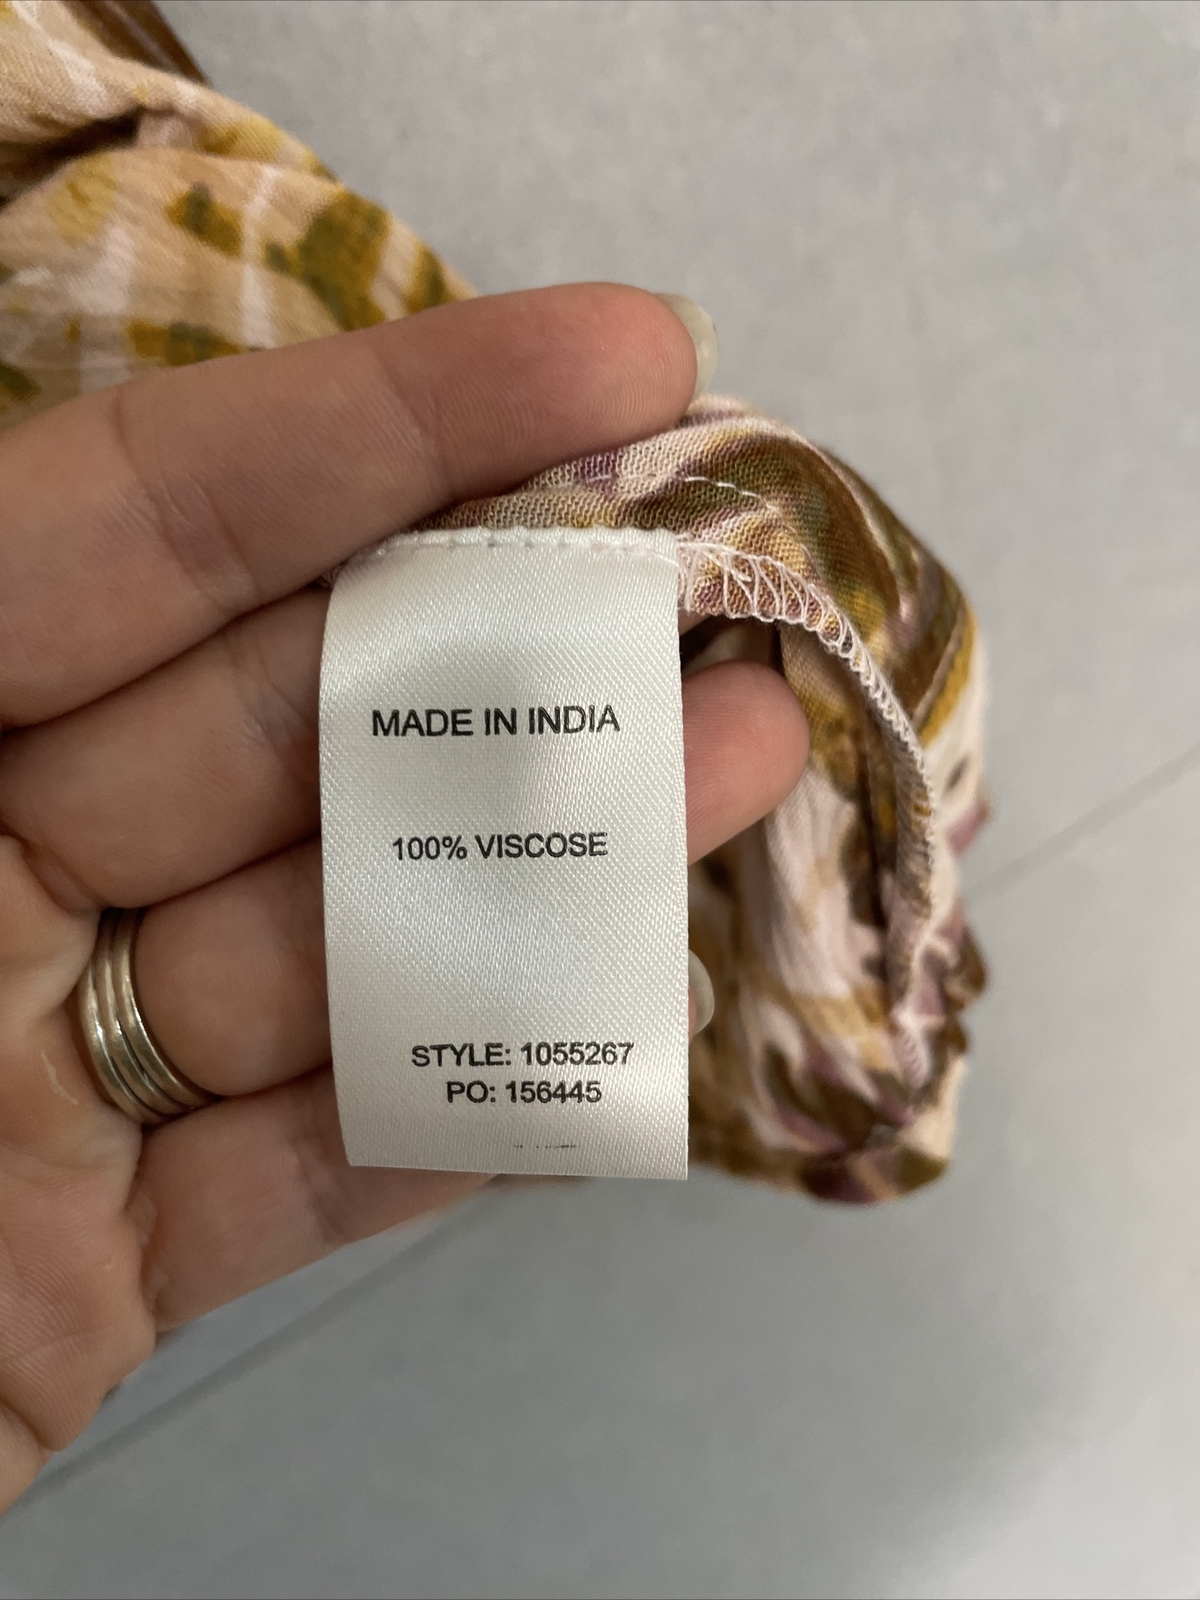 MADE IN INDIA
100% VISCOSE
STYLE: 1055267
PO: 156445